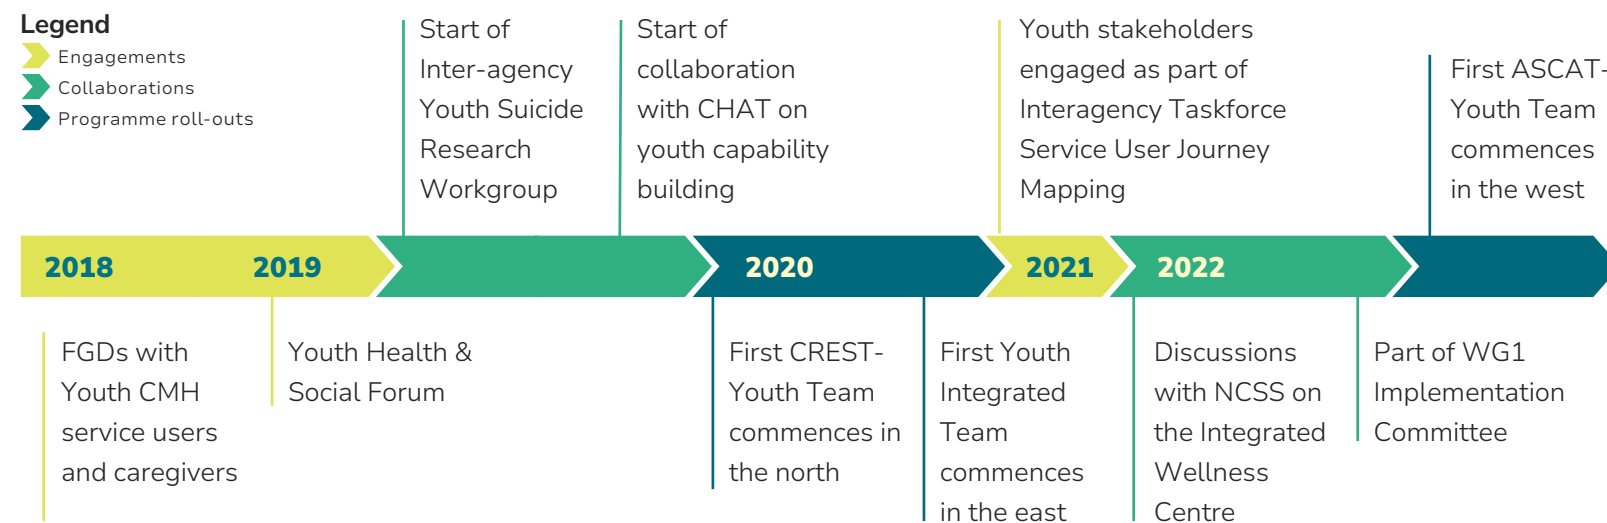 Legend
Engagements
Collaborations
Programme roll-outs
Start of
Inter-agency
Youth Suicide
Research
Workgroup
Start of
collaboration
with CHAT on
youth capability
building
Youth stakeholders
engaged as part of
Interagency Taskforce
Service User Journey
Mapping
First ASCAT-
Youth Team
commences
in the west
2018
2019
2020
2021
2022
FGDs with
Youth CMH
service users
and caregivers
Youth Health &
Social Forum
First CREST-
Youth Team
commences in
the north
First Youth
Integrated
Team
commences
in the east
Discussions
with NCSS on
the Integrated
Wellness
Centre
Part of WG1
Implementation
Committee